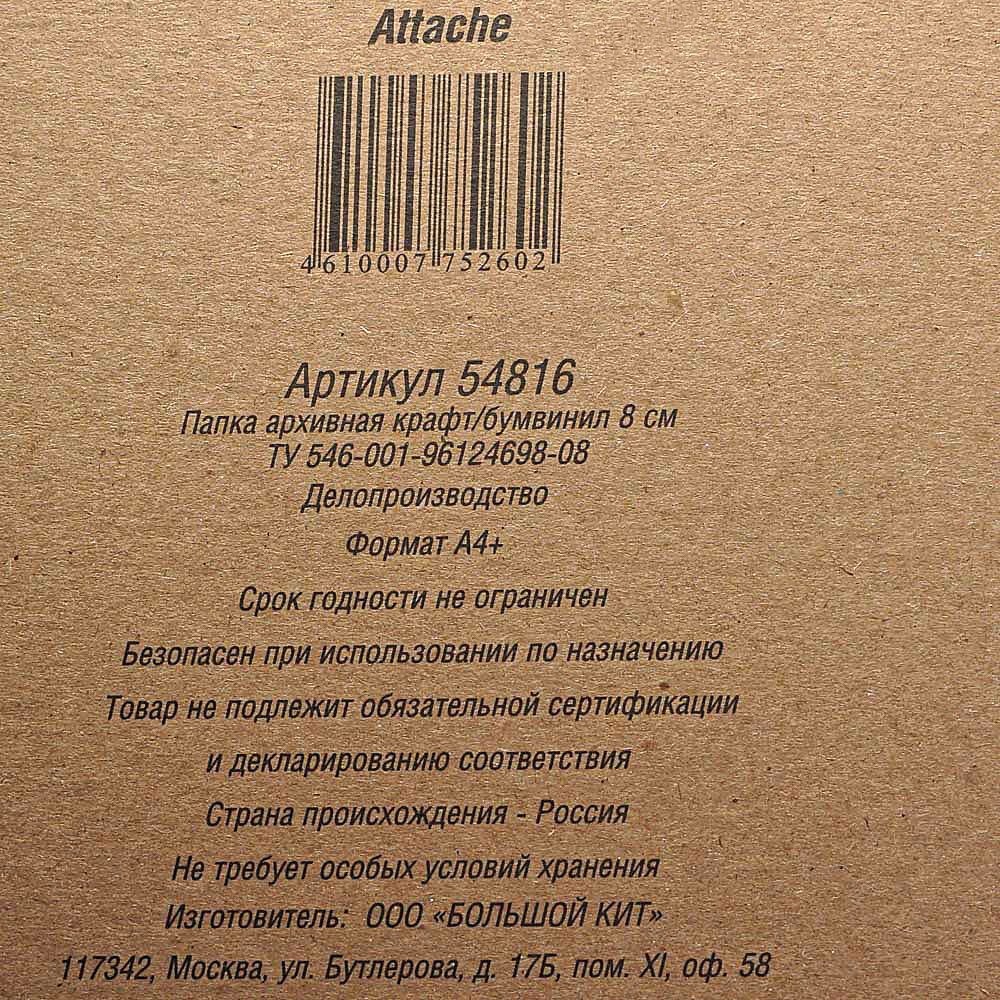 Attache
4610007752602
Артикул 54816
Папка архивная крафт/бумвинил 8 см
ТУ 546-001-96124698-08
Делопроизводство
Формат А4+
Срок годности не ограничен
Безопасен при использовании по назначению
Товар не подлежит обязательной сертификации
и декларированию соответствия
Страна происхождения - Россия
Не требует особых условий хранения
Изготовитель: ООО «БОЛЬШОЙ КИТ»
117342, Москва, ул. Бутлерова, д. 17Б, пом. XI, оф. 58